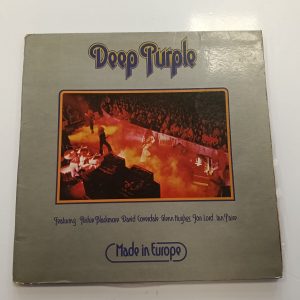 Deep Purple
Featuring: Ritchie Blackmore David Coverdale Glenn Hughes Jon Lord Ian Paice
Made in Europe